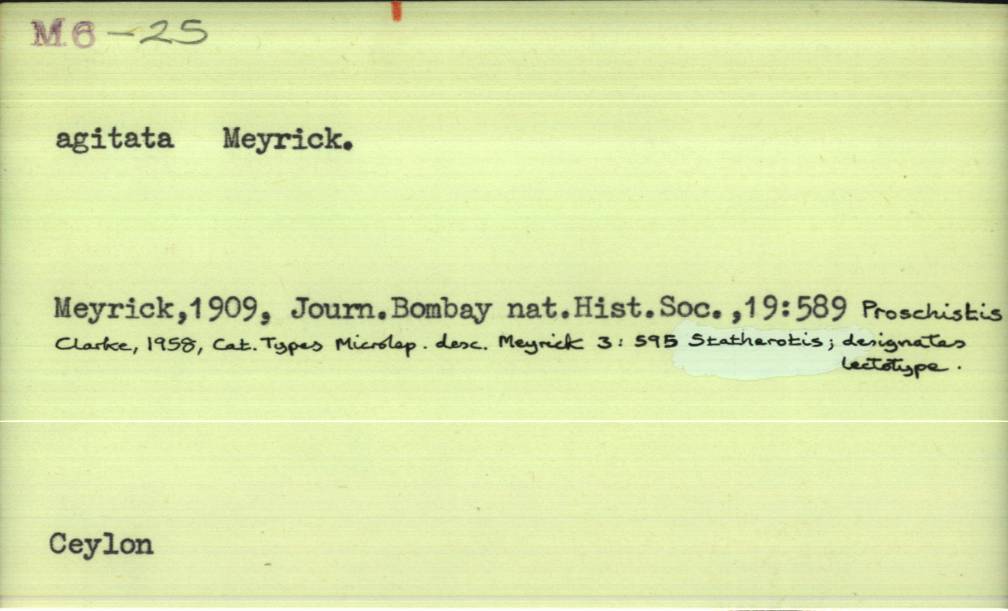 M6-25
agitata Meyrick.
Meyrick,1909, Journ.Bombay nat.Hist.Soc.,19:589 Proschistis
Clarke, 1958, Cat. Types Microlep. desc. Meyrick 3: 595 Statherotis; designates
lectotype.
Ceylon